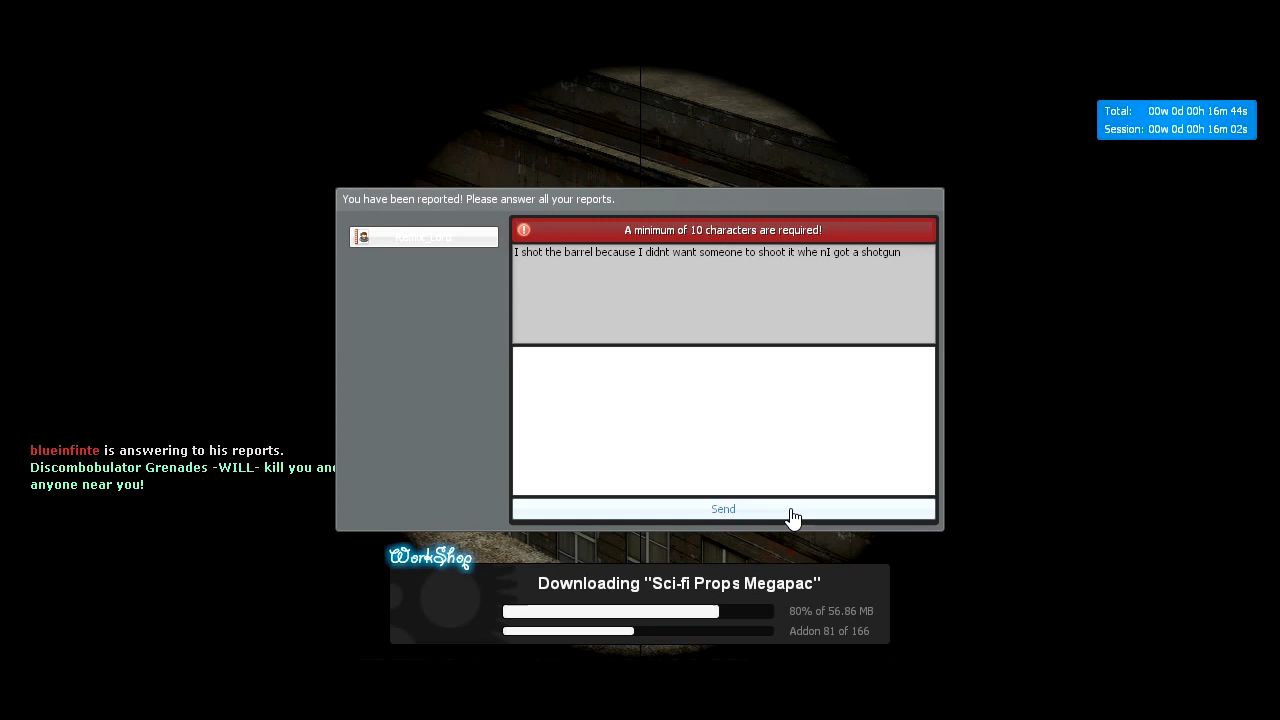 Total: 00w 0d 00h 16m 44s
Session: 00w 0d 00h 16m 02s
You have been reported! Please answer all your reports.
A minimum of 10 characters are required!
I shot the barrel because I didnt want someone to shoot it whe nI got a shotgun
blueinfinte is answering to his reports.
Discombobulator Grenades -WILL- kill you and
anyone near you!
Send
WorkShop
Downloading "Sci-fi Props Megapac"
80% of 56.86 MB
Addon 81 of 166